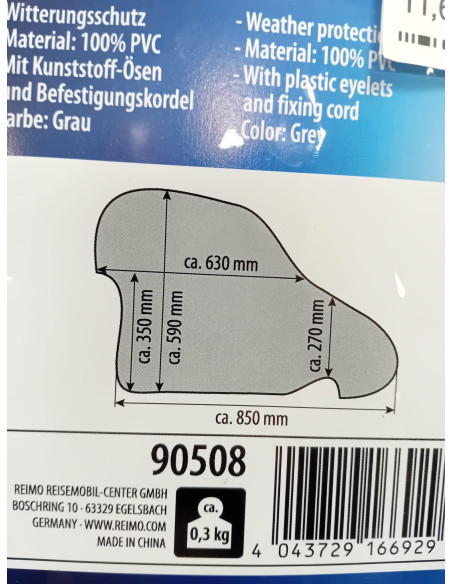 Witterungsschutz
Material: 100% PVC
Mit Kunststoff-Ösen
und Befestigungskordel
Farbe: Grau
- Weather protecti
- Material: 100% PVC
- With plastic eyelets
and fixing cord
Color: Grey
ca. 630 mm
ca. 350 mm
ca. 590 mm
ca. 270 mm
ca. 850 mm
90508
REIMO REISEMOBIL-CENTER GMBH
BOSCHRING 10 · 63329 EGELSBACH
GERMANY · WWW.REIMO.COM
MADE IN CHINA
ca.
0,3 kg
4 043729 166929